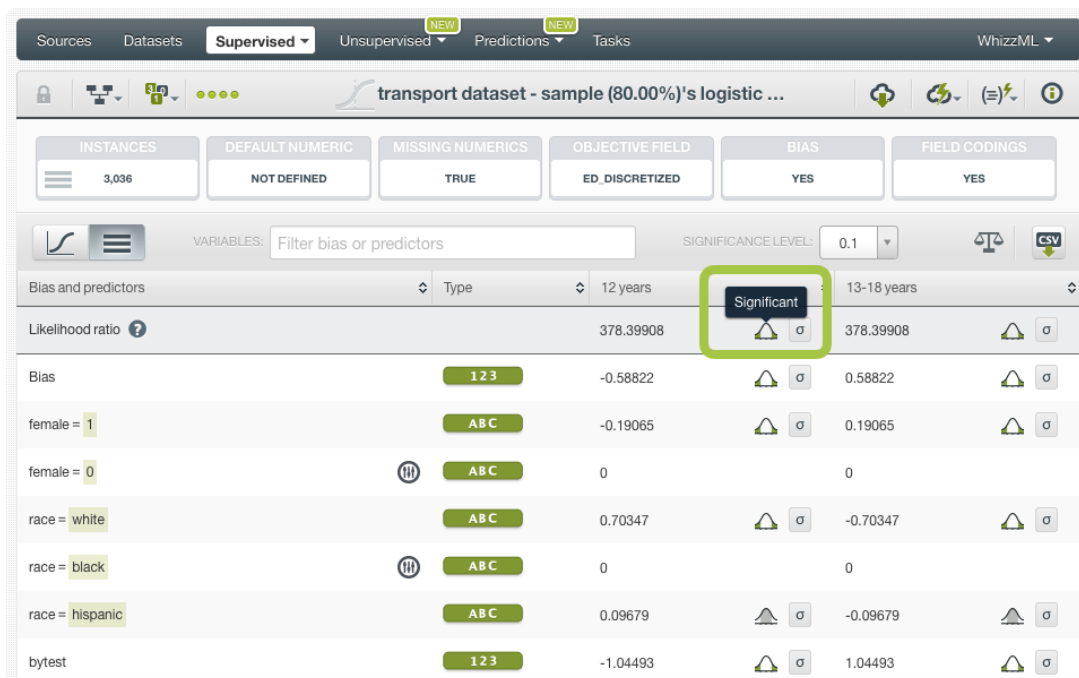 NEW NEW
Sources Datasets Supervised Unsupervised Predictions Tasks WhizzML
transport dataset - sample (80.00%)'s logistic ...
INSTANCES DEFAULT NUMERIC MISSING NUMERICS OBJECTIVE FIELD BIAS FIELD CODINGS
3,036 NOT DEFINED TRUE ED_DISCRETIZED YES YES
VARIABLES: Filter bias or predictors SIGNIFICANCE LEVEL: 0.1 CSV
Bias and predictors Type 12 years 13-18 years
Significant
Likelihood ratio ? 378.39908 σ 378.39908 σ
Bias 123 -0.58822 σ 0.58822 σ
female = 1 ABC -0.19065 σ 0.19065 σ
female = 0 ABC 0 0
race = white ABC 0.70347 σ -0.70347 σ
race = black ABC 0 0
race = hispanic ABC 0.09679 σ -0.09679 σ
bytest 123 -1.04493 σ 1.04493 σ